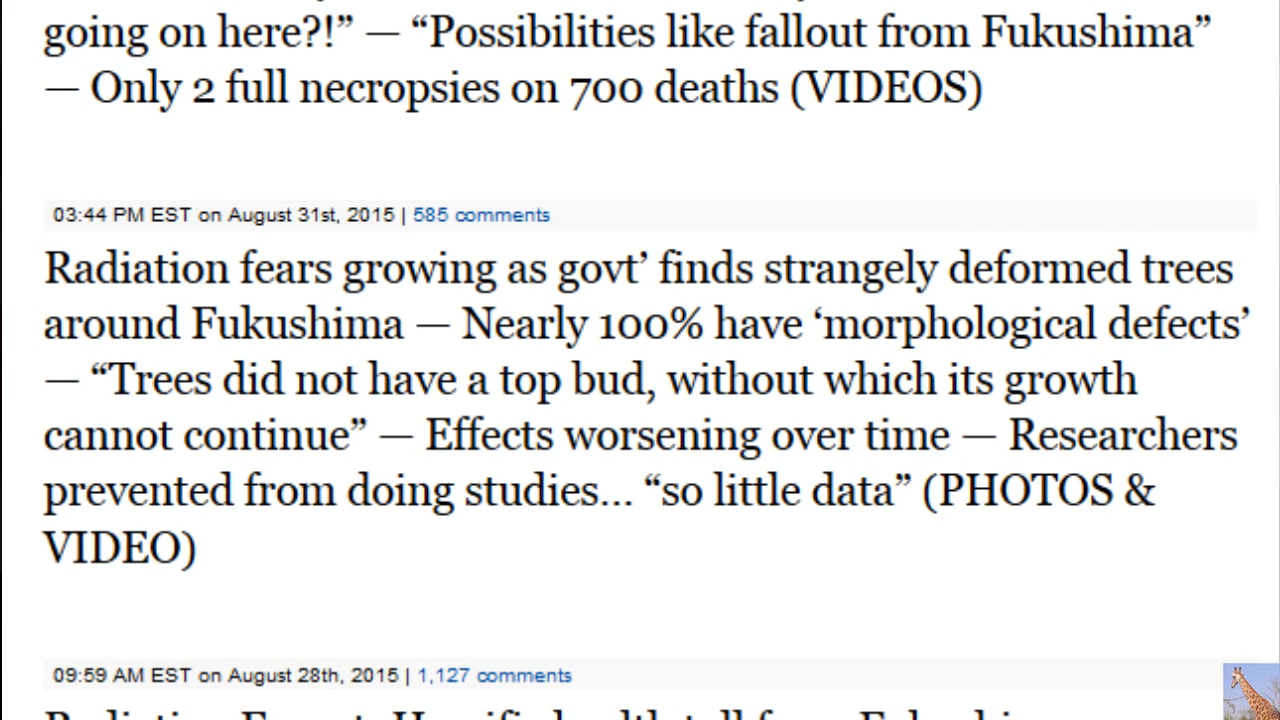 going on here?!” — “Possibilities like fallout from Fukushima”
— Only 2 full necropsies on 700 deaths (VIDEOS)
03:44 PM EST on August 31st, 2015 | 585 comments
Radiation fears growing as govt’ finds strangely deformed trees
around Fukushima — Nearly 100% have ‘morphological defects’
— “Trees did not have a top bud, without which its growth
cannot continue” — Effects worsening over time — Researchers
prevented from doing studies… “so little data” (PHOTOS &
VIDEO)
09:59 AM EST on August 28th, 2015 | 1,127 comments